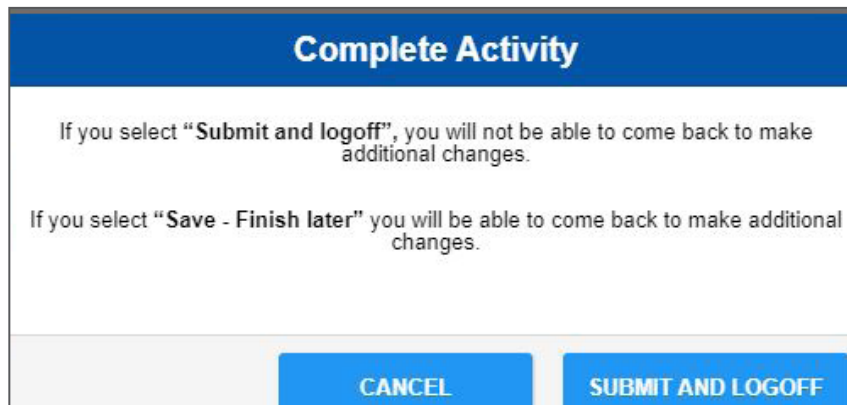 Complete Activity
If you select “Submit and logoff”, you will not be able to come back to make
additional changes.
If you select “Save - Finish later” you will be able to come back to make additional
changes.
CANCEL
SUBMIT AND LOGOFF